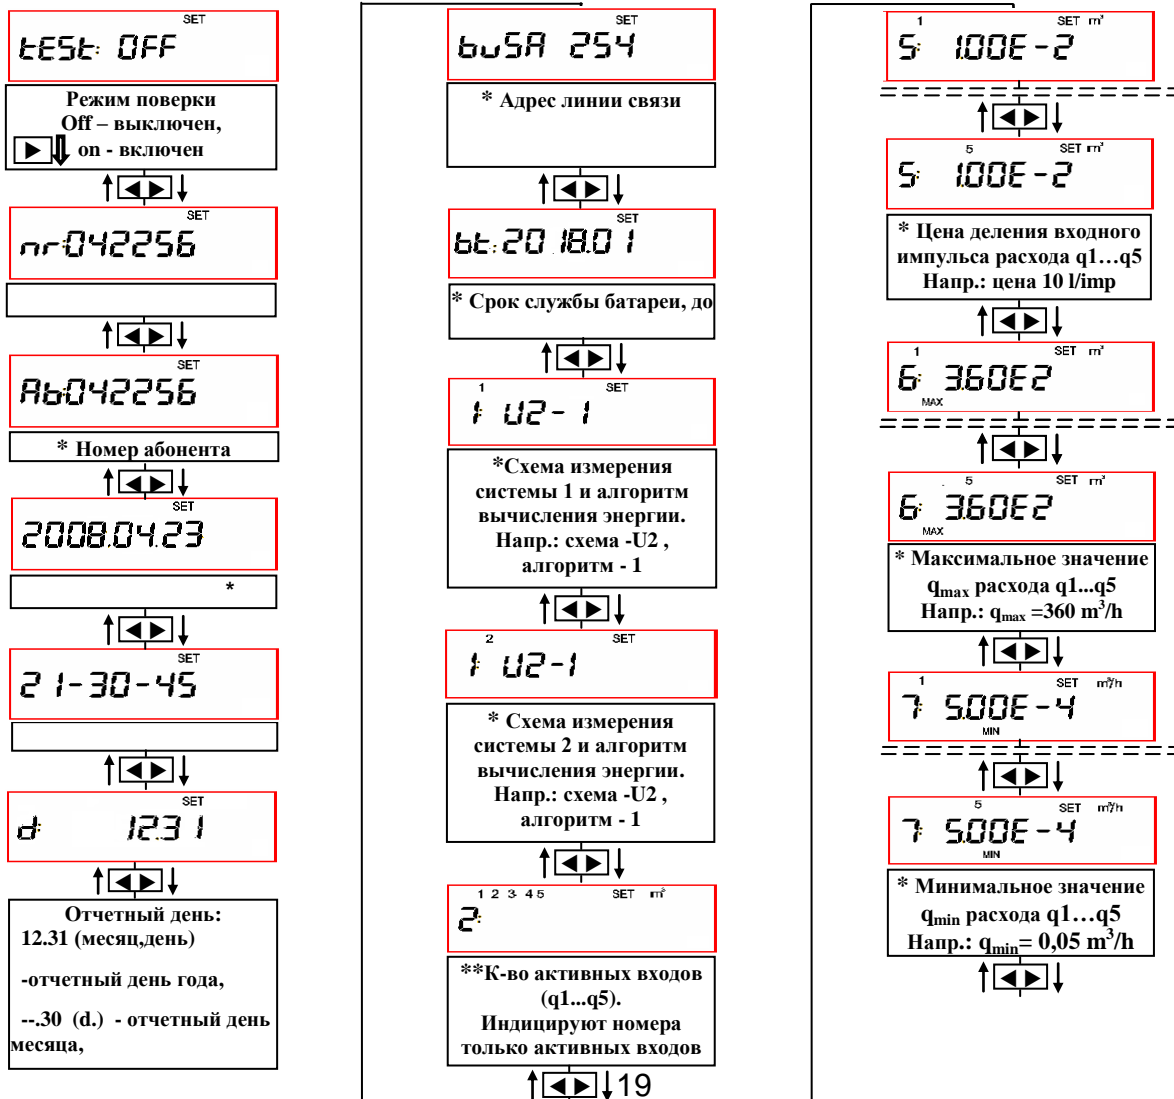 SET
tESt: OFF
Режим поверки
Off – выключен,
on - включен
SET
nr:042256
SET
Ab:042256
* Номер абонента
SET
2008.04.23
*
SET
21-30-45
SET
d: 12.31
Отчетный день:
12.31 (месяц,день)
-отчетный день года,
--.30 (d.) - отчетный день
месяца,
SET
buSA 254
* Адрес линии связи
SET
bt:2018.01
* Срок службы батареи, до
1 SET
1: U2-1
*Схема измерения
системы 1 и алгоритм
вычисления энергии.
Напр.: схема -U2 ,
алгоритм - 1
2 SET
1: U2-1
* Схема измерения
системы 2 и алгоритм
вычисления энергии.
Напр.: схема -U2 ,
алгоритм - 1
1 2 3 4 5 SET m³
2:
**К-во активных входов
(q1...q5).
Индицируют номера
только активных входов
19
1 SET m³
5: 1.00E-2
5 SET m³
5: 1.00E-2
* Цена деления входного
импульса расхода q1…q5
Напр.: цена 10 l/imp
1 SET m³
6: 3.60E2
MAX
5 SET m³
6: 3.60E2
MAX
* Максимальное значение
qmax расхода q1...q5
Напр.: qmax =360 m³/h
1 SET m³/h
7: 5.00E-4
MIN
5 SET m³/h
7: 5.00E-4
MIN
* Минимальное значение
qmin расхода q1…q5
Напр.: qmin= 0,05 m³/h